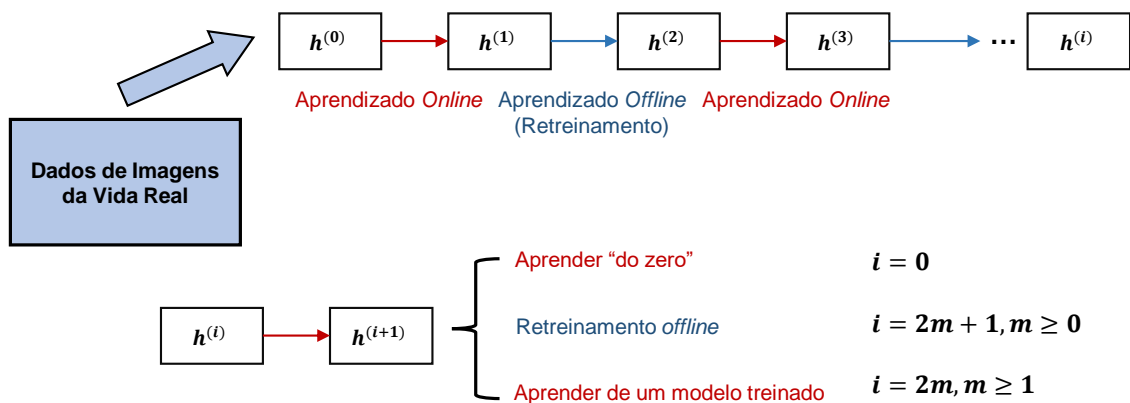 h(0) h(1) h(2) h(3) ... h(i)
Aprendizado Online Aprendizado Offline Aprendizado Online
(Retreinamento)
Dados de Imagens
da Vida Real
Aprender “do zero” i = 0
h(i) h(i+1) Retreinamento offline i = 2m + 1, m ≥ 0
Aprender de um modelo treinado i = 2m, m ≥ 1